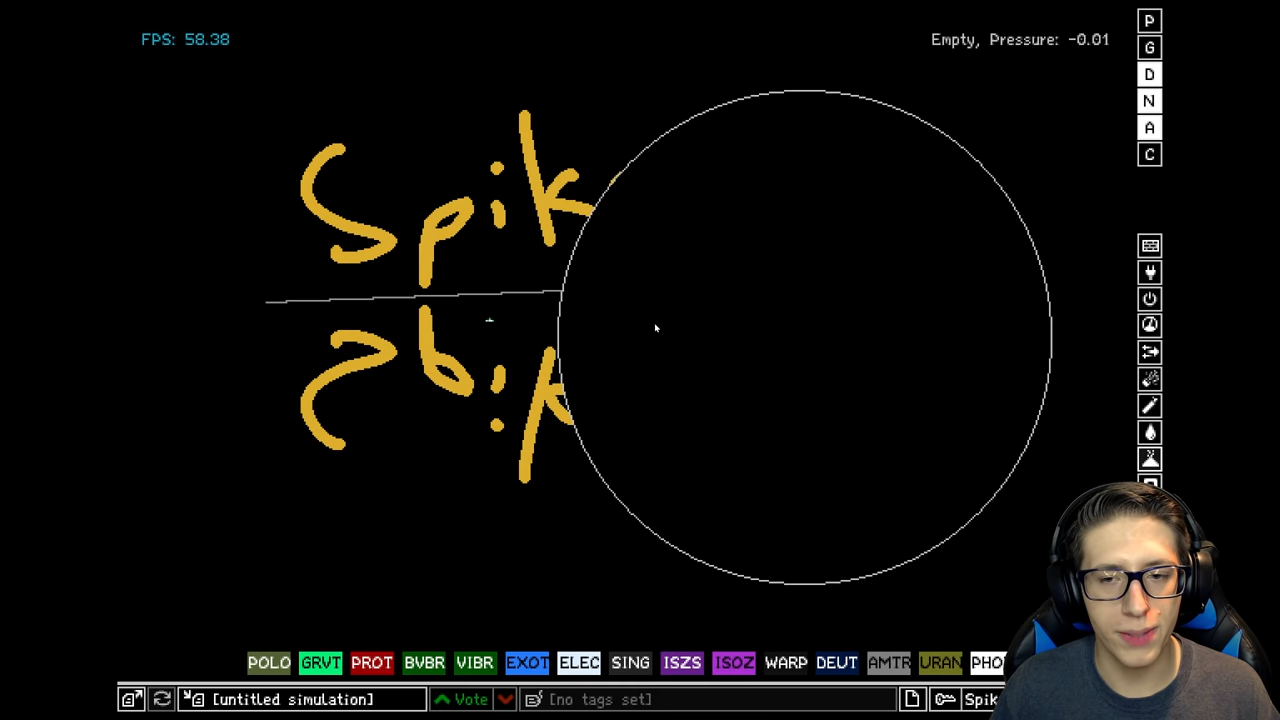 FPS: 58.38
Empty, Pressure: -0.01
P
G
D
N
A
C
Spik
POLO GRVT PROT BVBR VIBR EXOT ELEC SING ISZS ISOZ WARP DEUT AMTR URAN PHO
[untitled simulation] Vote [no tags set] Spik